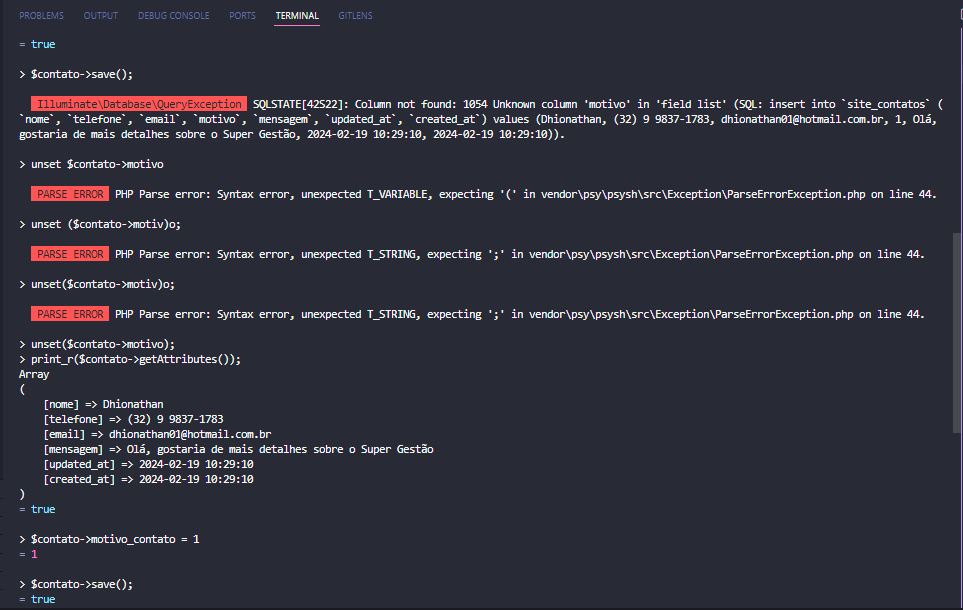 PROBLEMS OUTPUT DEBUG CONSOLE PORTS TERMINAL GITLENS
= true
> $contato->save();
Illuminate\Database\QueryException SQLSTATE[42S22]: Column not found: 1054 Unknown column 'motivo' in 'field list' (SQL: insert into `site_contatos` (
`nome`, `telefone`, `email`, `motivo`, `mensagem`, `updated_at`, `created_at`) values (Dhionathan, (32) 9 9837-1783, dhionathan01@hotmail.com.br, 1, Olá,
gostaria de mais detalhes sobre o Super Gestão, 2024-02-19 10:29:10, 2024-02-19 10:29:10)).
> unset $contato->motivo
PARSE ERROR PHP Parse error: Syntax error, unexpected T_VARIABLE, expecting '(' in vendor\psy\psysh\src\Exception\ParseErrorException.php on line 44.
> unset ($contato->motiv)o;
PARSE ERROR PHP Parse error: Syntax error, unexpected T_STRING, expecting ';' in vendor\psy\psysh\src\Exception\ParseErrorException.php on line 44.
> unset($contato->motiv)o;
PARSE ERROR PHP Parse error: Syntax error, unexpected T_STRING, expecting ';' in vendor\psy\psysh\src\Exception\ParseErrorException.php on line 44.
> unset($contato->motivo);
> print_r($contato->getAttributes());
Array
(
[nome] => Dhionathan
[telefone] => (32) 9 9837-1783
[email] => dhionathan01@hotmail.com.br
[mensagem] => Olá, gostaria de mais detalhes sobre o Super Gestão
[updated_at] => 2024-02-19 10:29:10
[created_at] => 2024-02-19 10:29:10
)
= true
> $contato->motivo_contato = 1
= 1
> $contato->save();
= true